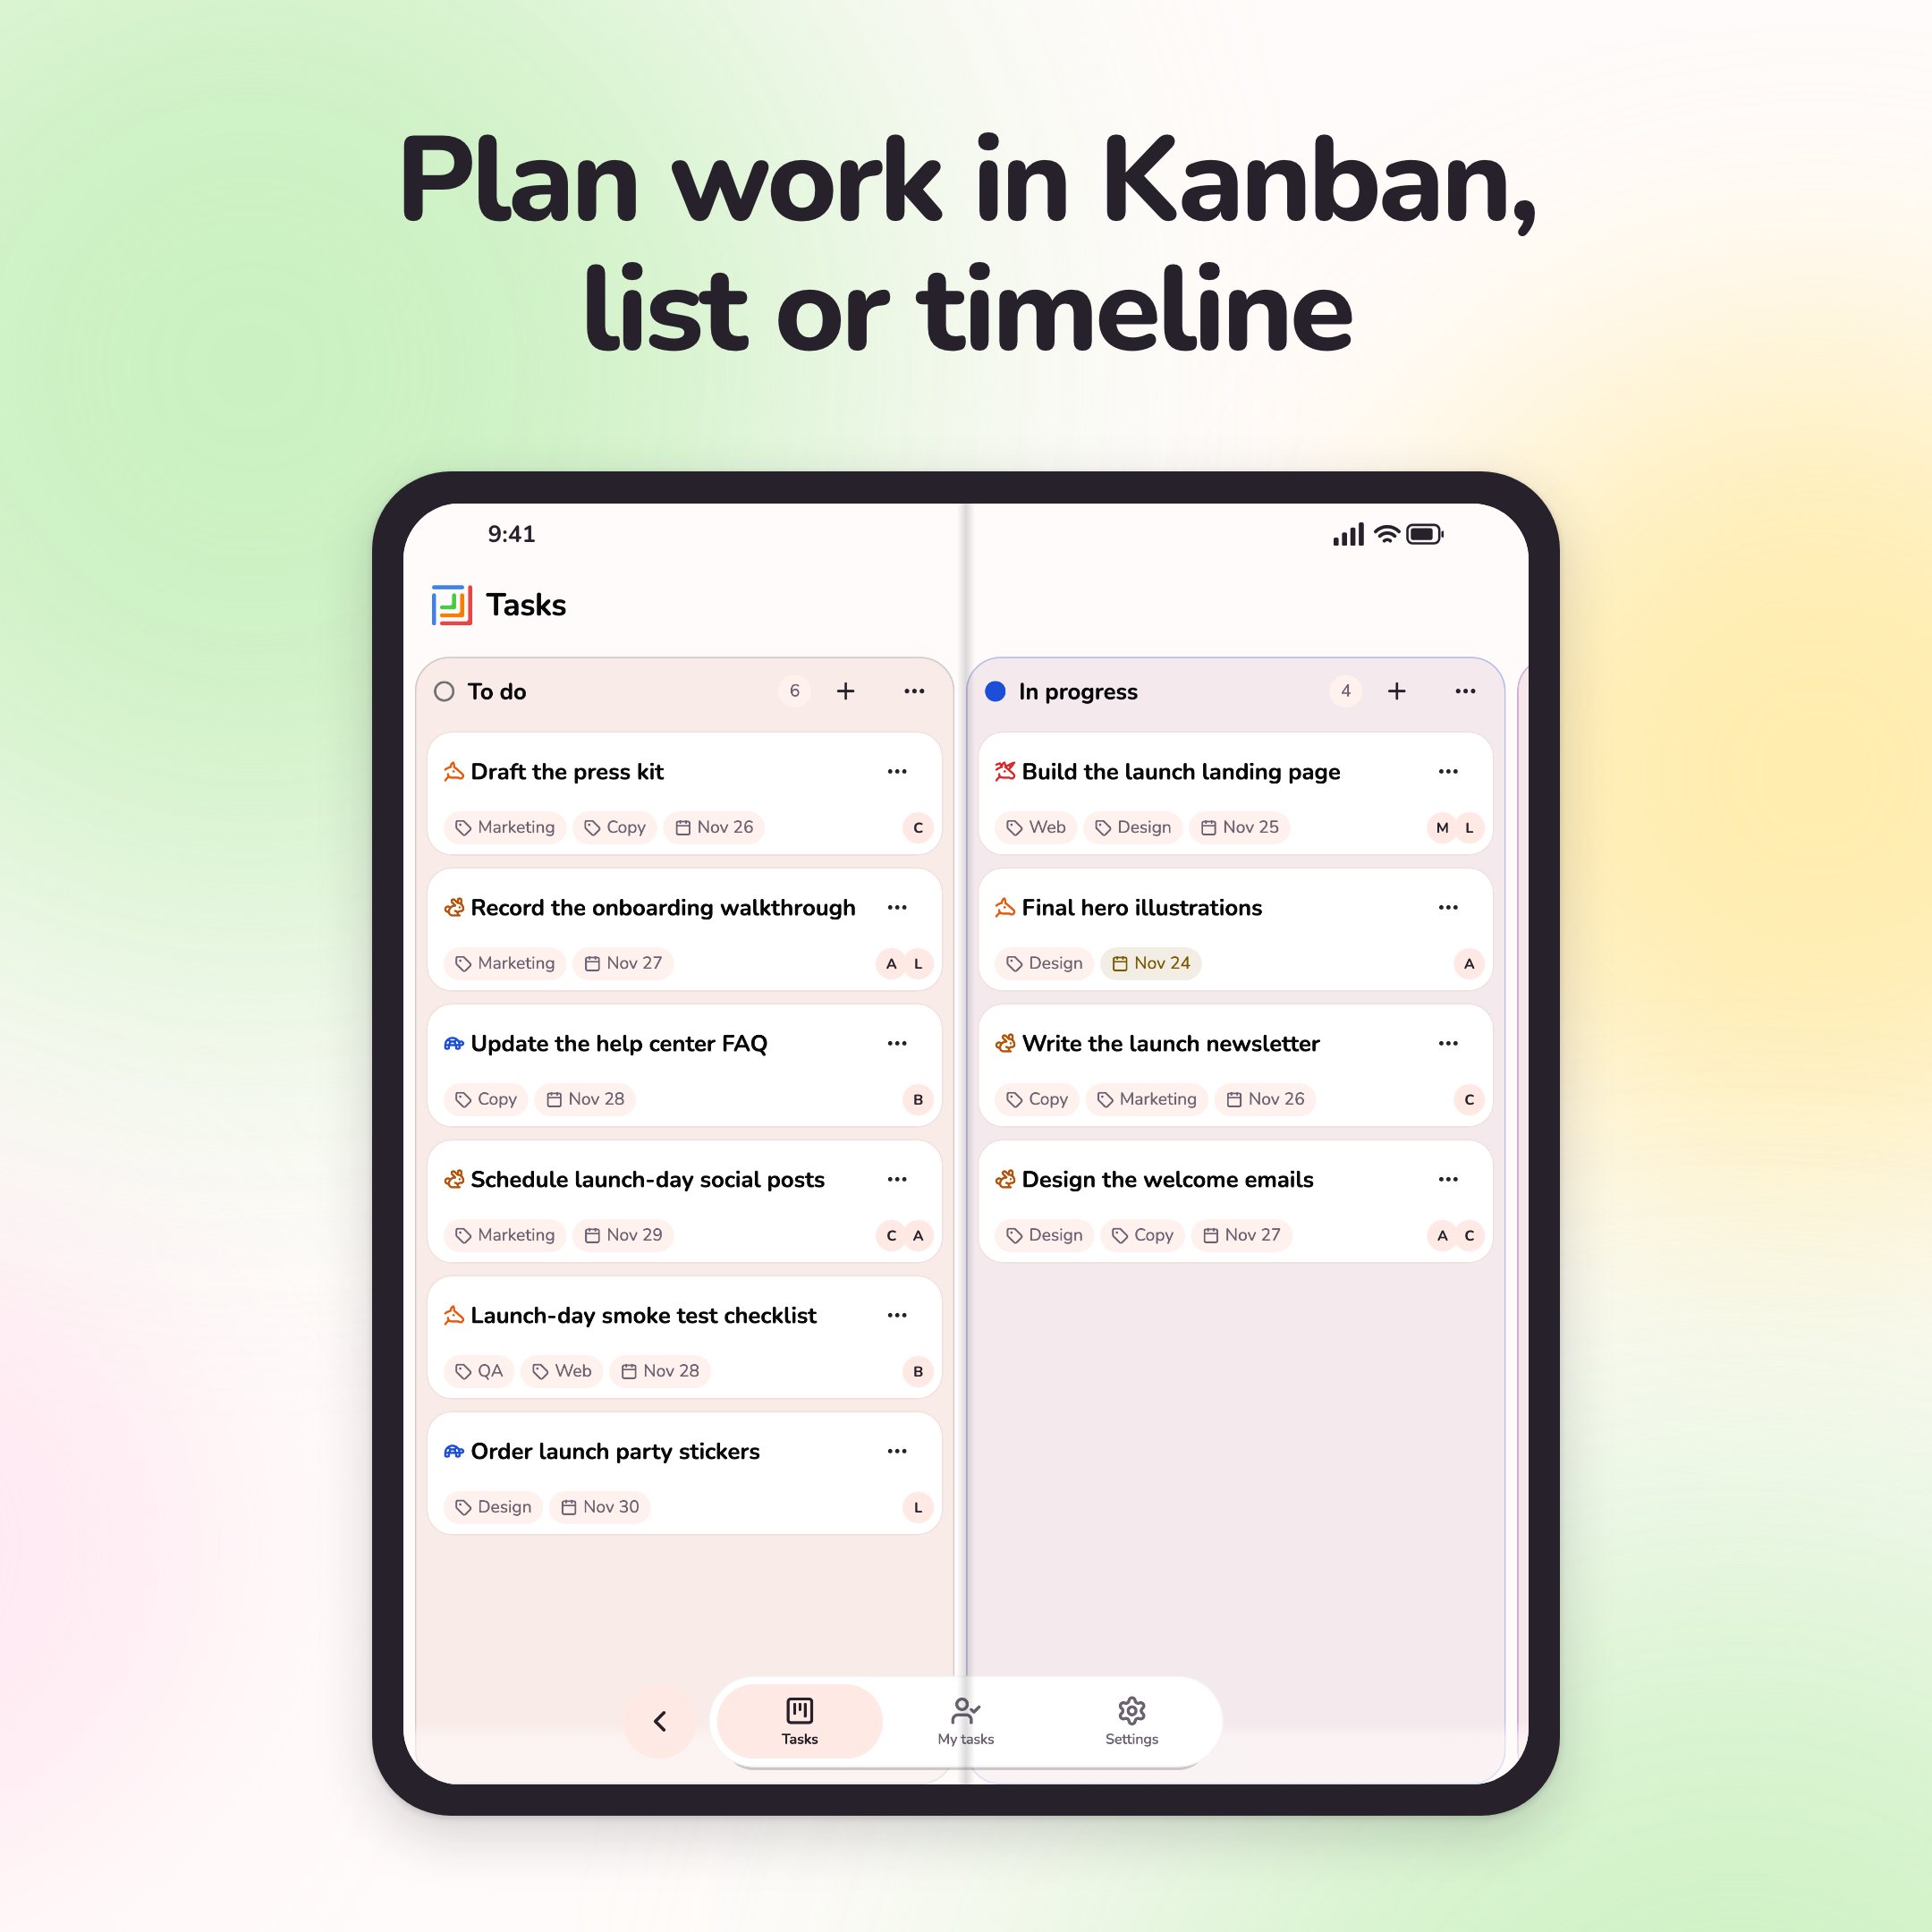 Plan work in Kanban,
list or timeline
9:41
Tasks
To do 6
Draft the press kit
Marketing Copy Nov 26 C
Record the onboarding walkthrough
Marketing Nov 27 A L
Update the help center FAQ
Copy Nov 28 B
Schedule launch-day social posts
Marketing Nov 29 C A
Launch-day smoke test checklist
QA Web Nov 28 B
Order launch party stickers
Design Nov 30 L
In progress 4
Build the launch landing page
Web Design Nov 25 M L
Final hero illustrations
Design Nov 24 A
Write the launch newsletter
Copy Marketing Nov 26 C
Design the welcome emails
Design Copy Nov 27 A C
Tasks My tasks Settings